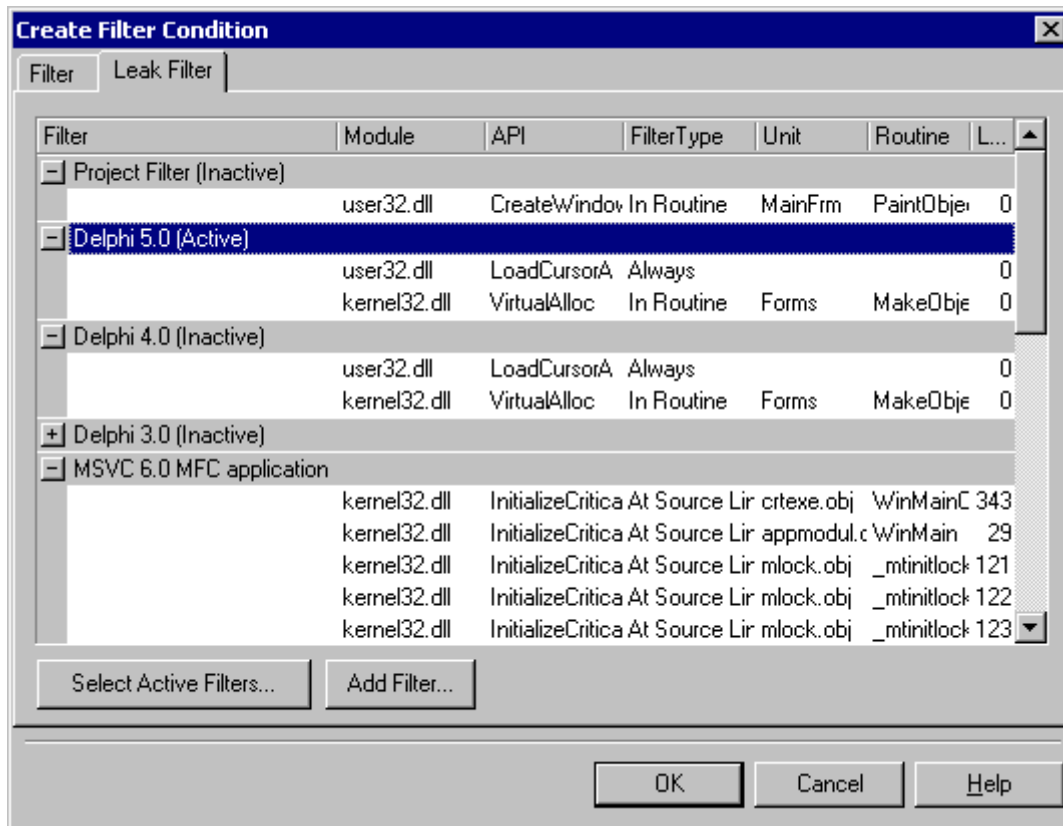 Create Filter Condition
Filter Leak Filter
Filter Module API FilterType Unit Routine L...
Project Filter (Inactive)
user32.dll CreateWindow In Routine MainFrm PaintObje 0
Delphi 5.0 (Active)
user32.dll LoadCursorA Always 0
kernel32.dll VirtualAlloc In Routine Forms MakeObje 0
Delphi 4.0 (Inactive)
user32.dll LoadCursorA Always 0
kernel32.dll VirtualAlloc In Routine Forms MakeObje 0
Delphi 3.0 (Inactive)
MSVC 6.0 MFC application
kernel32.dll InitializeCritica At Source Lin crtexe.obj WinMainC 343
kernel32.dll InitializeCritica At Source Lin appmodul.c WinMain 29
kernel32.dll InitializeCritica At Source Lin mlock.obj _mtinitlock 121
kernel32.dll InitializeCritica At Source Lin mlock.obj _mtinitlock 122
kernel32.dll InitializeCritica At Source Lin mlock.obj _mtinitlock 123
Select Active Filters... Add Filter...
OK Cancel Help